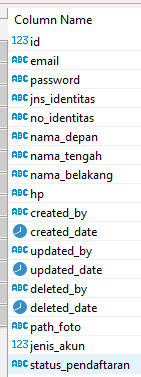 Column Name
123 id
ABC email
ABC password
123 jns_identitas
ABC no_identitas
ABC nama_depan
ABC nama_tengah
ABC nama_belakang
ABC hp
ABC created_by
created_date
ABC updated_by
updated_date
ABC deleted_by
deleted_date
ABC path_foto
123 jenis_akun
ABC status_pendaftaran